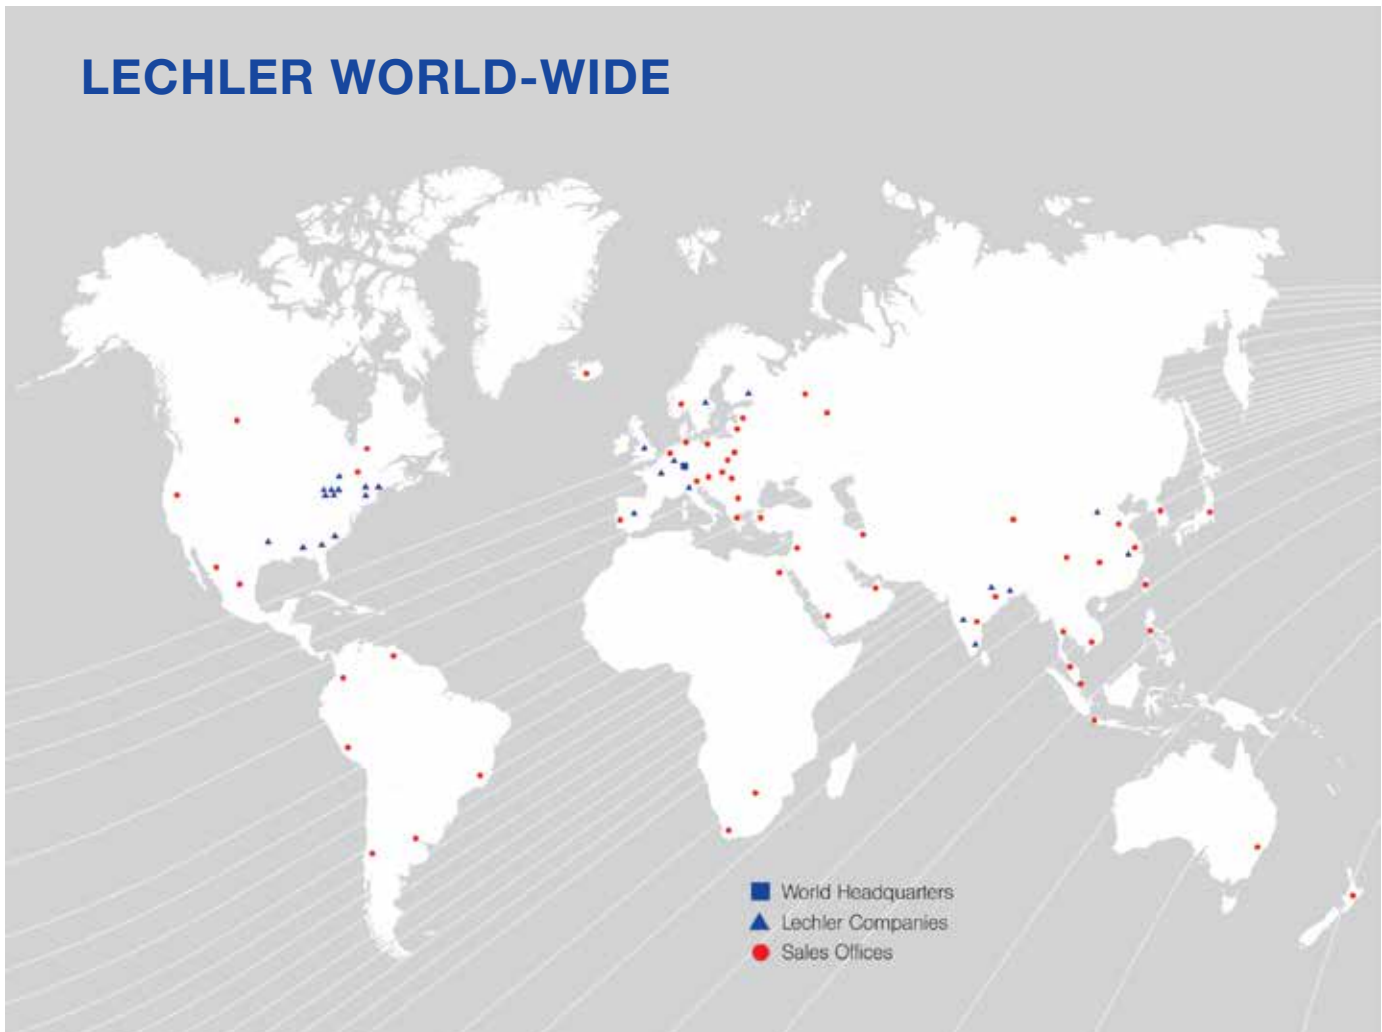 LECHLER WORLD-WIDE
World Headquarters
Lechler Companies
Sales Offices